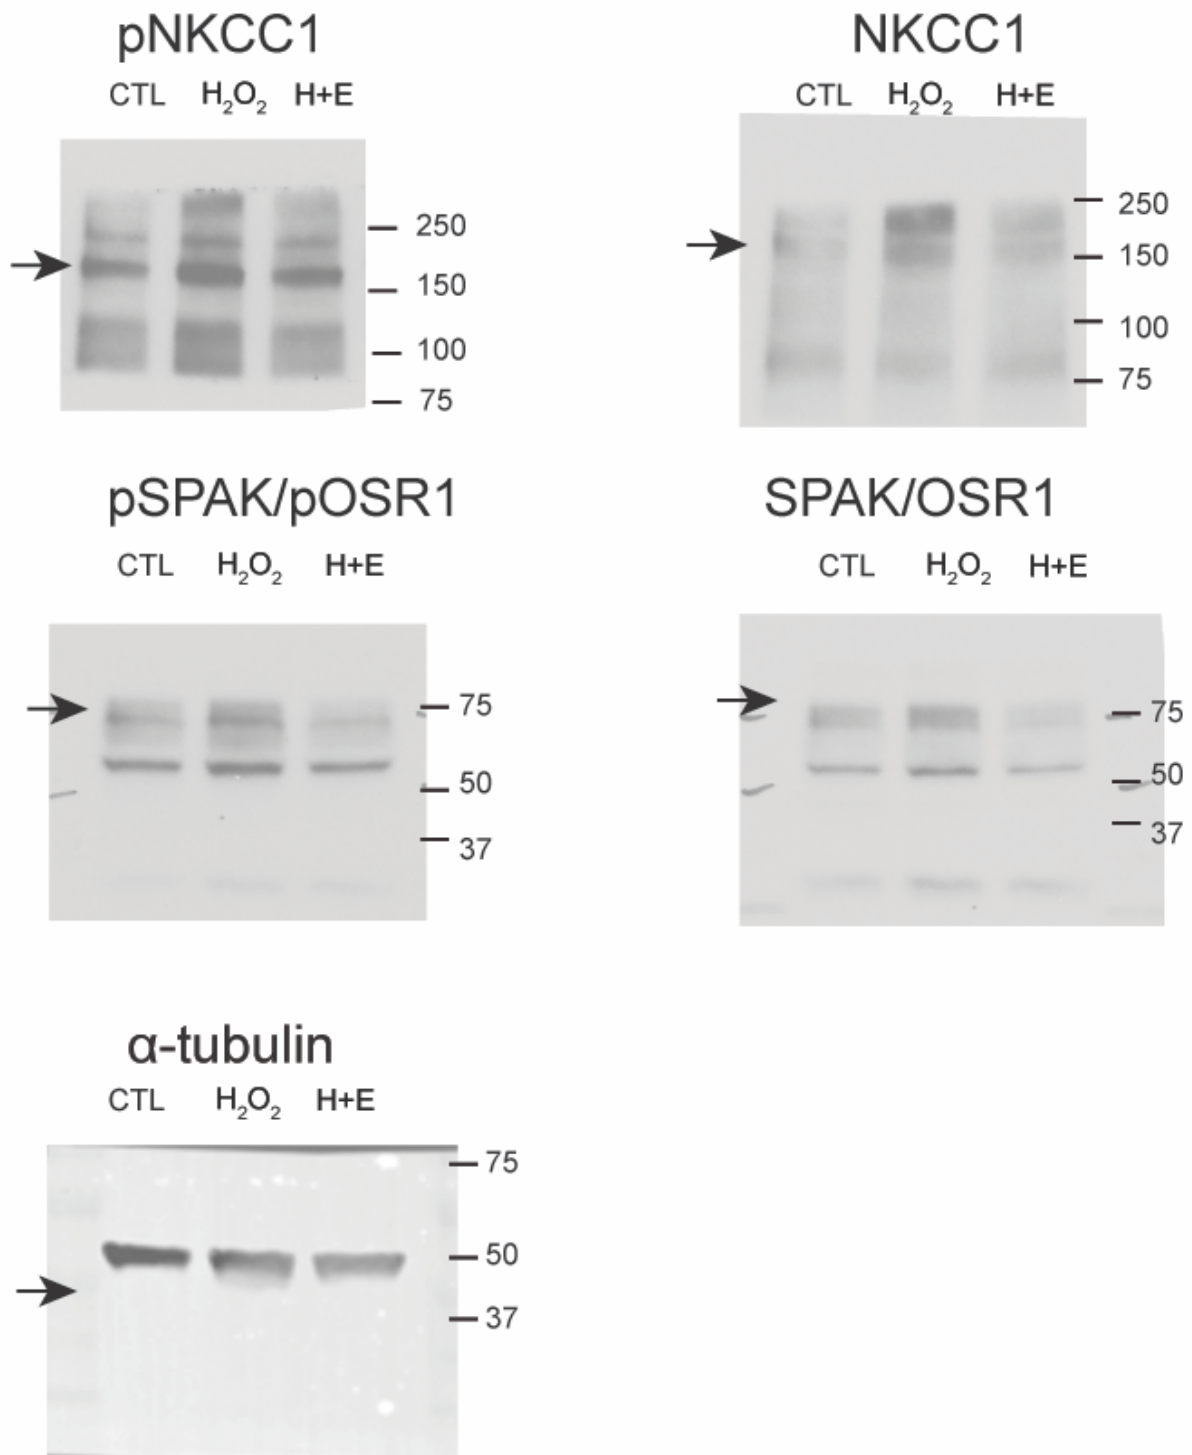 pNKCC1
CTL H₂O₂ H+E
250
150
100
75
NKCC1
CTL H₂O₂ H+E
250
150
100
75
pSPAK/pOSR1
CTL H₂O₂ H+E
75
50
37
SPAK/OSR1
CTL H₂O₂ H+E
75
50
37
α-tubulin
CTL H₂O₂ H+E
75
50
37